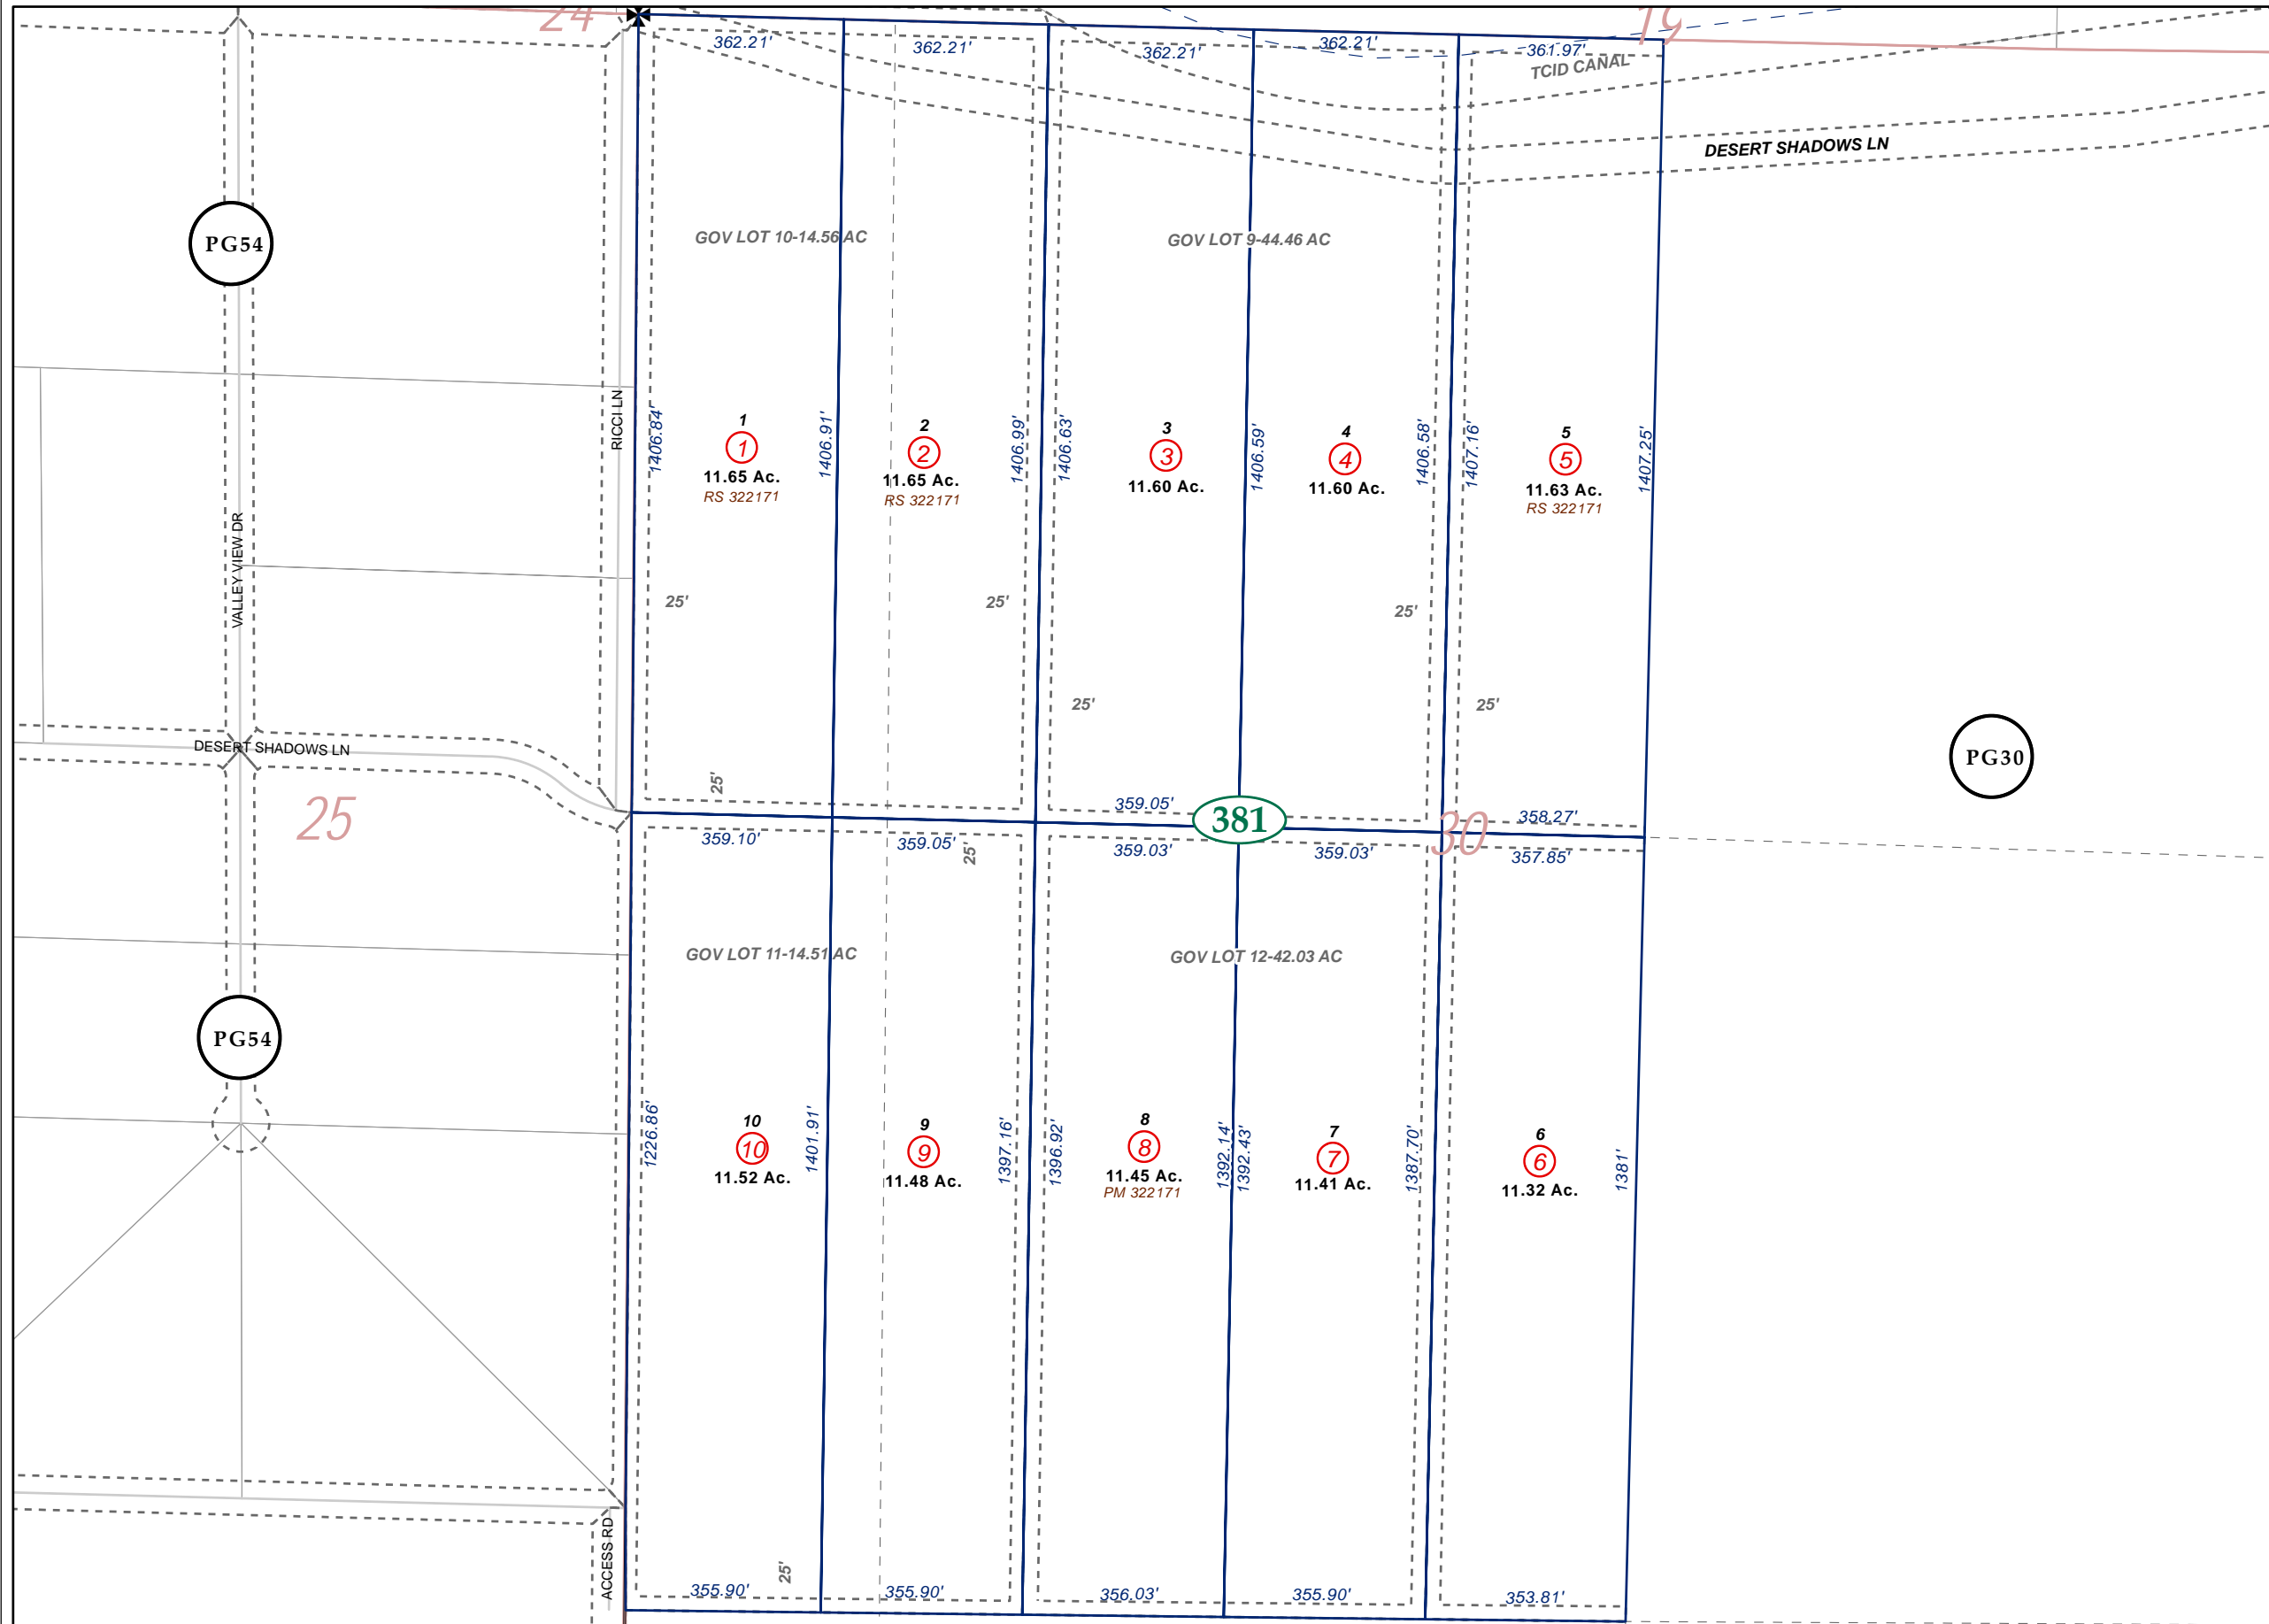 24
19
362.21'
362.21'
362.21'
362.21'
361.97'
TCID CANAL
DESERT SHADOWS LN
PG54
GOV LOT 10-14.56 AC
GOV LOT 9-44.46 AC
RICCI LN
VALLEY VIEW DR
1406.84'
1
1
11.65 Ac.
RS 322171
1406.91'
2
2
11.65 Ac.
RS 322171
1406.99'
1406.63'
3
3
11.60 Ac.
1406.59'
4
4
11.60 Ac.
1406.58'
1407.16'
5
5
11.63 Ac.
RS 322171
1407.25'
25'
25'
25'
25'
25'
25'
DESERT SHADOWS LN
PG30
25
359.05'
381
30
358.27'
359.10'
359.05'
25'
359.03'
359.03'
357.85'
GOV LOT 11-14.51 AC
GOV LOT 12-42.03 AC
PG54
1226.86'
10
10
11.52 Ac.
1401.91'
9
9
11.48 Ac.
1397.16'
1396.92'
8
8
11.45 Ac.
PM 322171
1392.14'
1392.43'
7
7
11.41 Ac.
1387.70'
6
6
11.32 Ac.
1381'
ACCESS RD
25'
355.90'
355.90'
356.03'
355.90'
353.81'